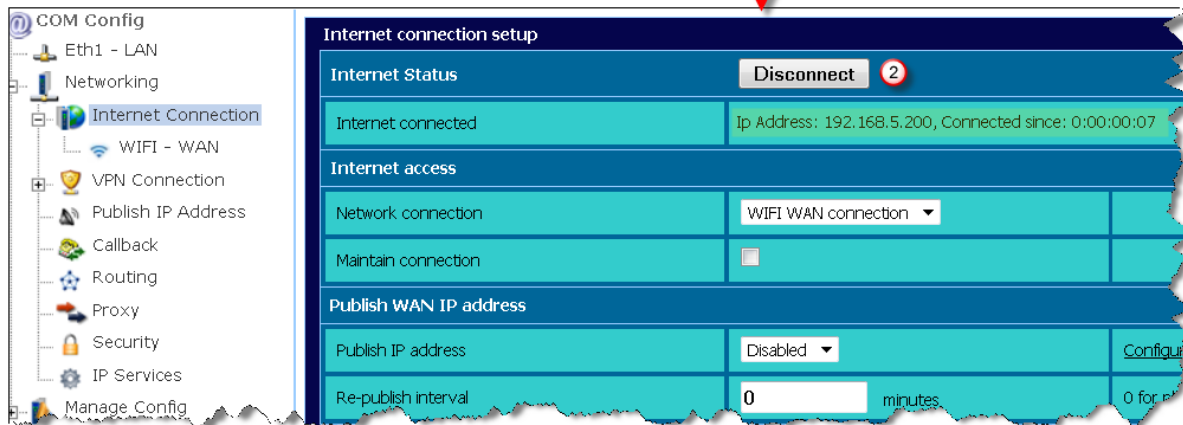 COM Config
Eth1 - LAN
Networking
Internet Connection
WIFI - WAN
VPN Connection
Publish IP Address
Callback
Routing
Proxy
Security
IP Services
Manage Config
Internet connection setup
Internet Status Disconnect 2
Internet connected Ip Address: 192.168.5.200, Connected since: 0:00:00:07
Internet access
Network connection WIFI WAN connection
Maintain connection
Publish WAN IP address
Publish IP address Disabled
Re-publish interval 0 minutes 0 for